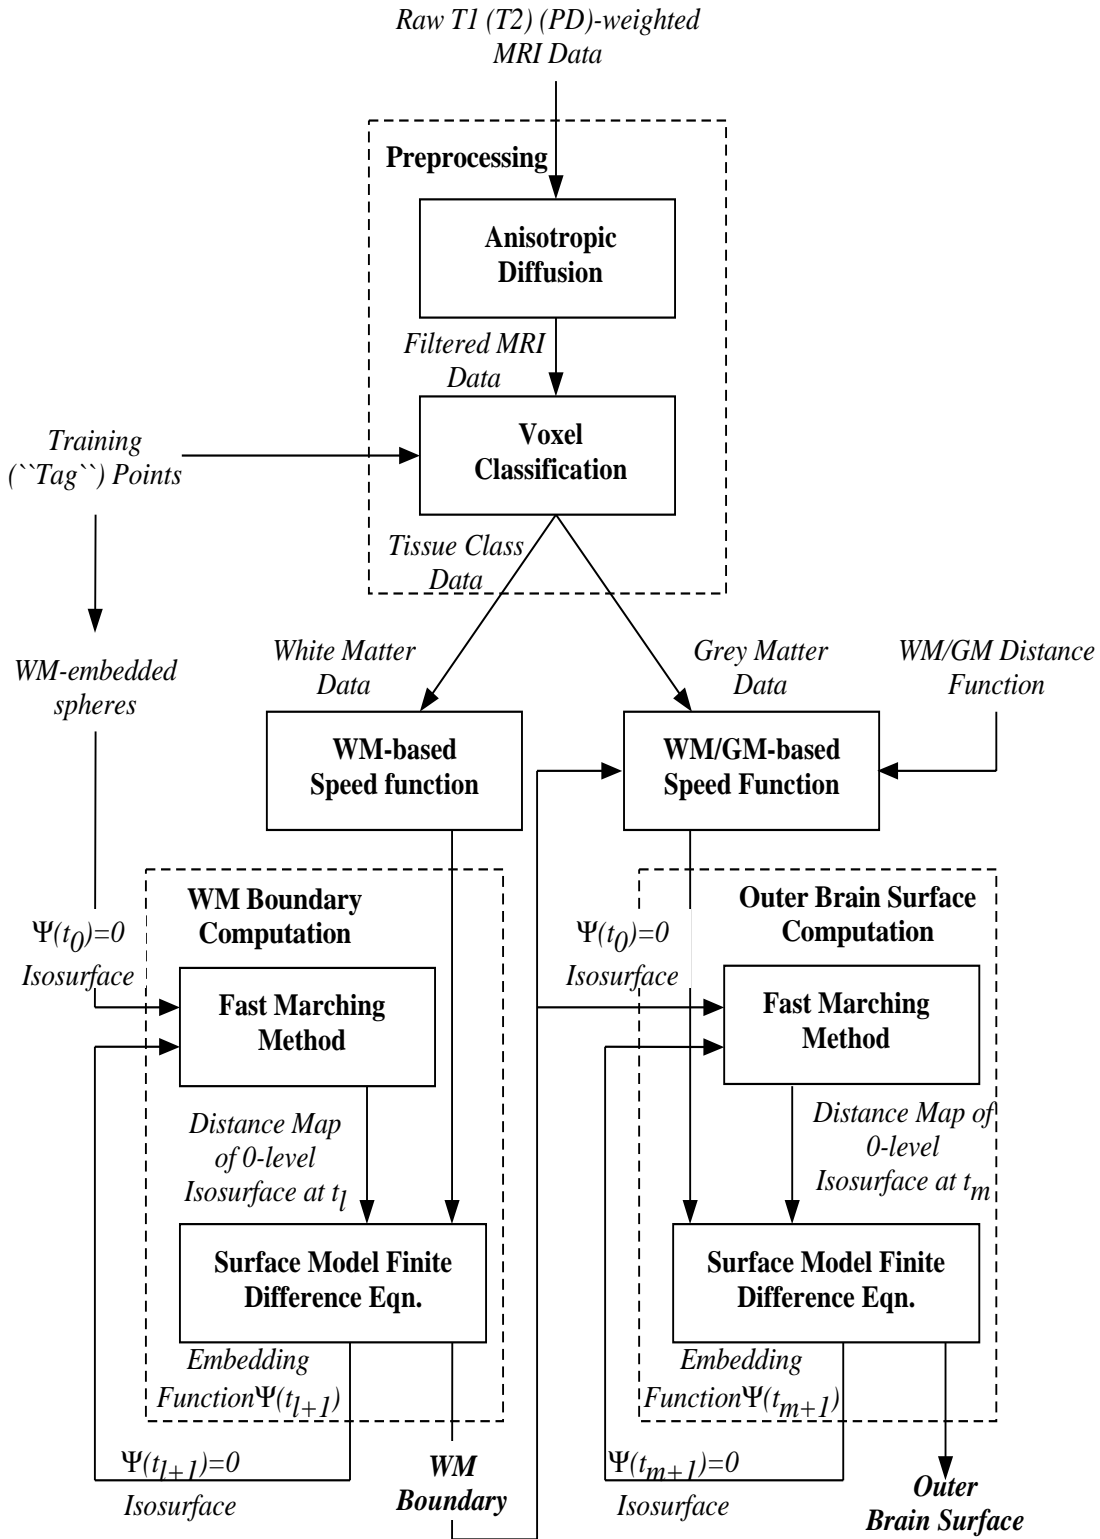 Raw T1 (T2) (PD)-weighted
MRI Data
Preprocessing
Anisotropic
Diffusion
Filtered MRI
Data
Training
(``Tag``) Points
Voxel
Classification
Tissue Class
Data
WM-embedded
spheres
White Matter
Data
Grey Matter
Data
WM/GM Distance
Function
WM-based
Speed function
WM/GM-based
Speed Function
WM Boundary
Computation
Outer Brain Surface
Computation
Ψ(t0)=0
Isosurface
Fast Marching
Method
Ψ(t0)=0
Isosurface
Fast Marching
Method
Distance Map
of 0-level
Isosurface at tl
Distance Map of
0-level
Isosurface at tm
Surface Model Finite
Difference Eqn.
Surface Model Finite
Difference Eqn.
Embedding
FunctionΨ(tl+1)
Embedding
FunctionΨ(tm+1)
Ψ(tl+1)=0
Isosurface
WM
Boundary
Ψ(tm+1)=0
Isosurface
Outer
Brain Surface